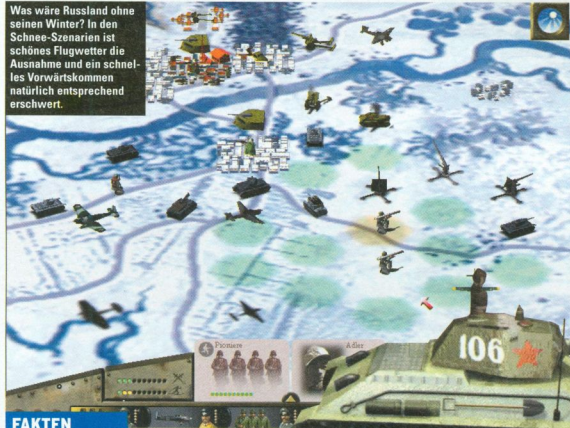 Was wäre Russland ohne
seinen Winter? In den
Schnee-Szenarien ist
schönes Flugwetter die
Ausnahme und ein schnel-
les Vorwärtskommen
natürlich entsprechend
erschwert.
Pioniere
Adler
106
FAKTEN